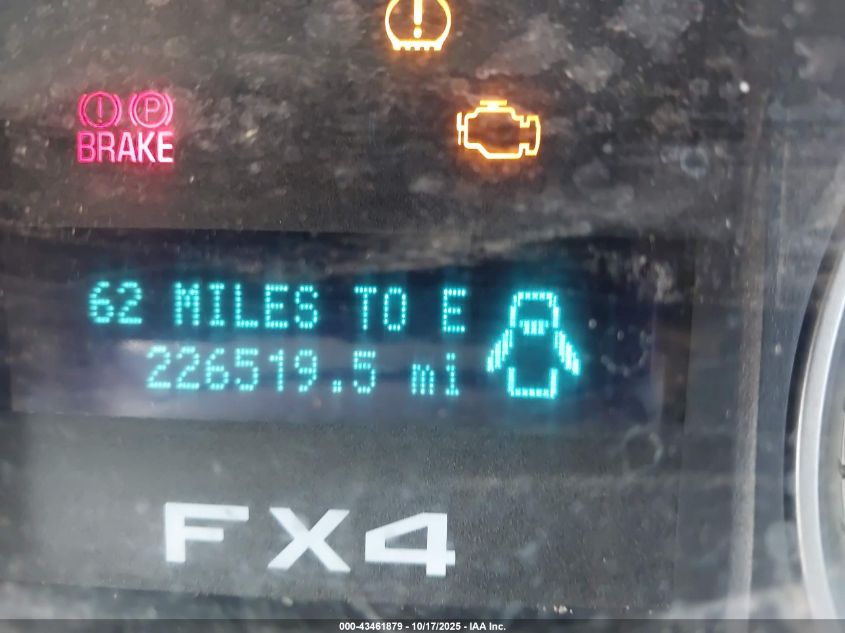 ! P
BRAKE
62 MILES TO E
226519.5 mi
FX4
000-43461879 - 10/17/2025 - IAA Inc.